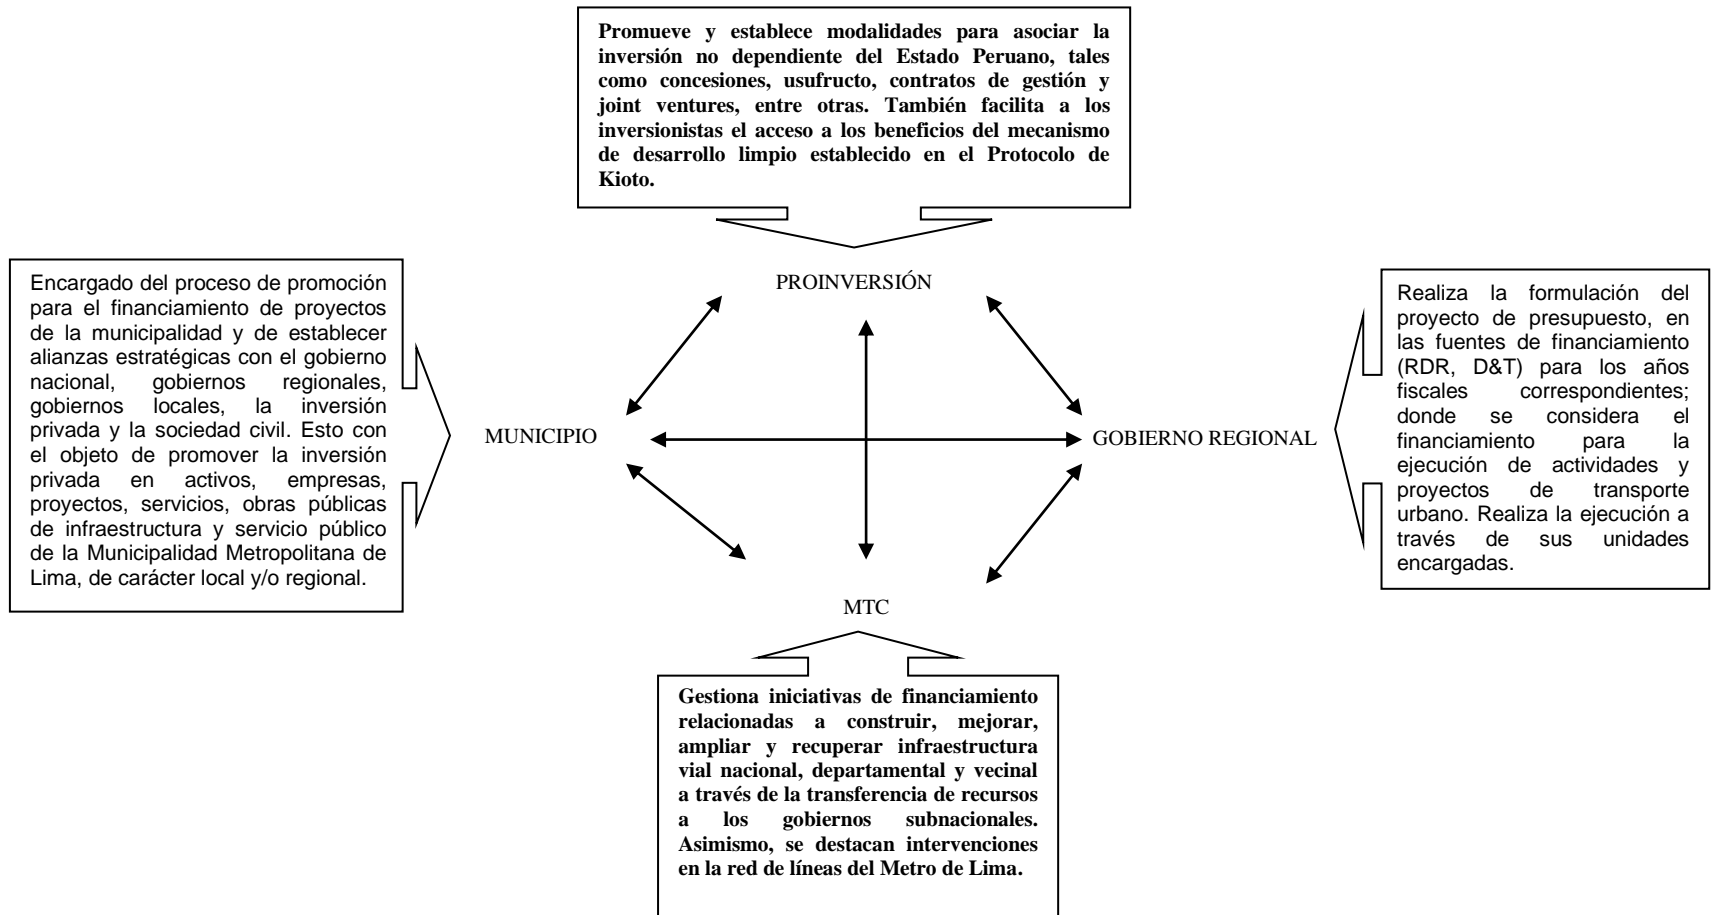 Promueve y establece modalidades para asociar la
inversión no dependiente del Estado Peruano, tales
como concesiones, usufructo, contratos de gestión y
joint ventures, entre otras. También facilita a los
inversionistas el acceso a los beneficios del mecanismo
de desarrollo limpio establecido en el Protocolo de
Kioto.
PROINVERSIÓN
Encargado del proceso de promoción
para el financiamiento de proyectos
de la municipalidad y de establecer
alianzas estratégicas con el gobierno
nacional, gobiernos regionales,
gobiernos locales, la inversión
privada y la sociedad civil. Esto con
el objeto de promover la inversión
privada en activos, empresas,
proyectos, servicios, obras públicas
de infraestructura y servicio público
de la Municipalidad Metropolitana de
Lima, de carácter local y/o regional.
MUNICIPIO
GOBIERNO REGIONAL
Realiza la formulación del
proyecto de presupuesto, en
las fuentes de financiamiento
(RDR, D&T) para los años
fiscales correspondientes;
donde se considera el
financiamiento para la
ejecución de actividades y
proyectos de transporte
urbano. Realiza la ejecución a
través de sus unidades
encargadas.
MTC
Gestiona iniciativas de financiamiento
relacionadas a construir, mejorar,
ampliar y recuperar infraestructura
vial nacional, departamental y vecinal
a través de la transferencia de recursos
a los gobiernos subnacionales.
Asimismo, se destacan intervenciones
en la red de líneas del Metro de Lima.